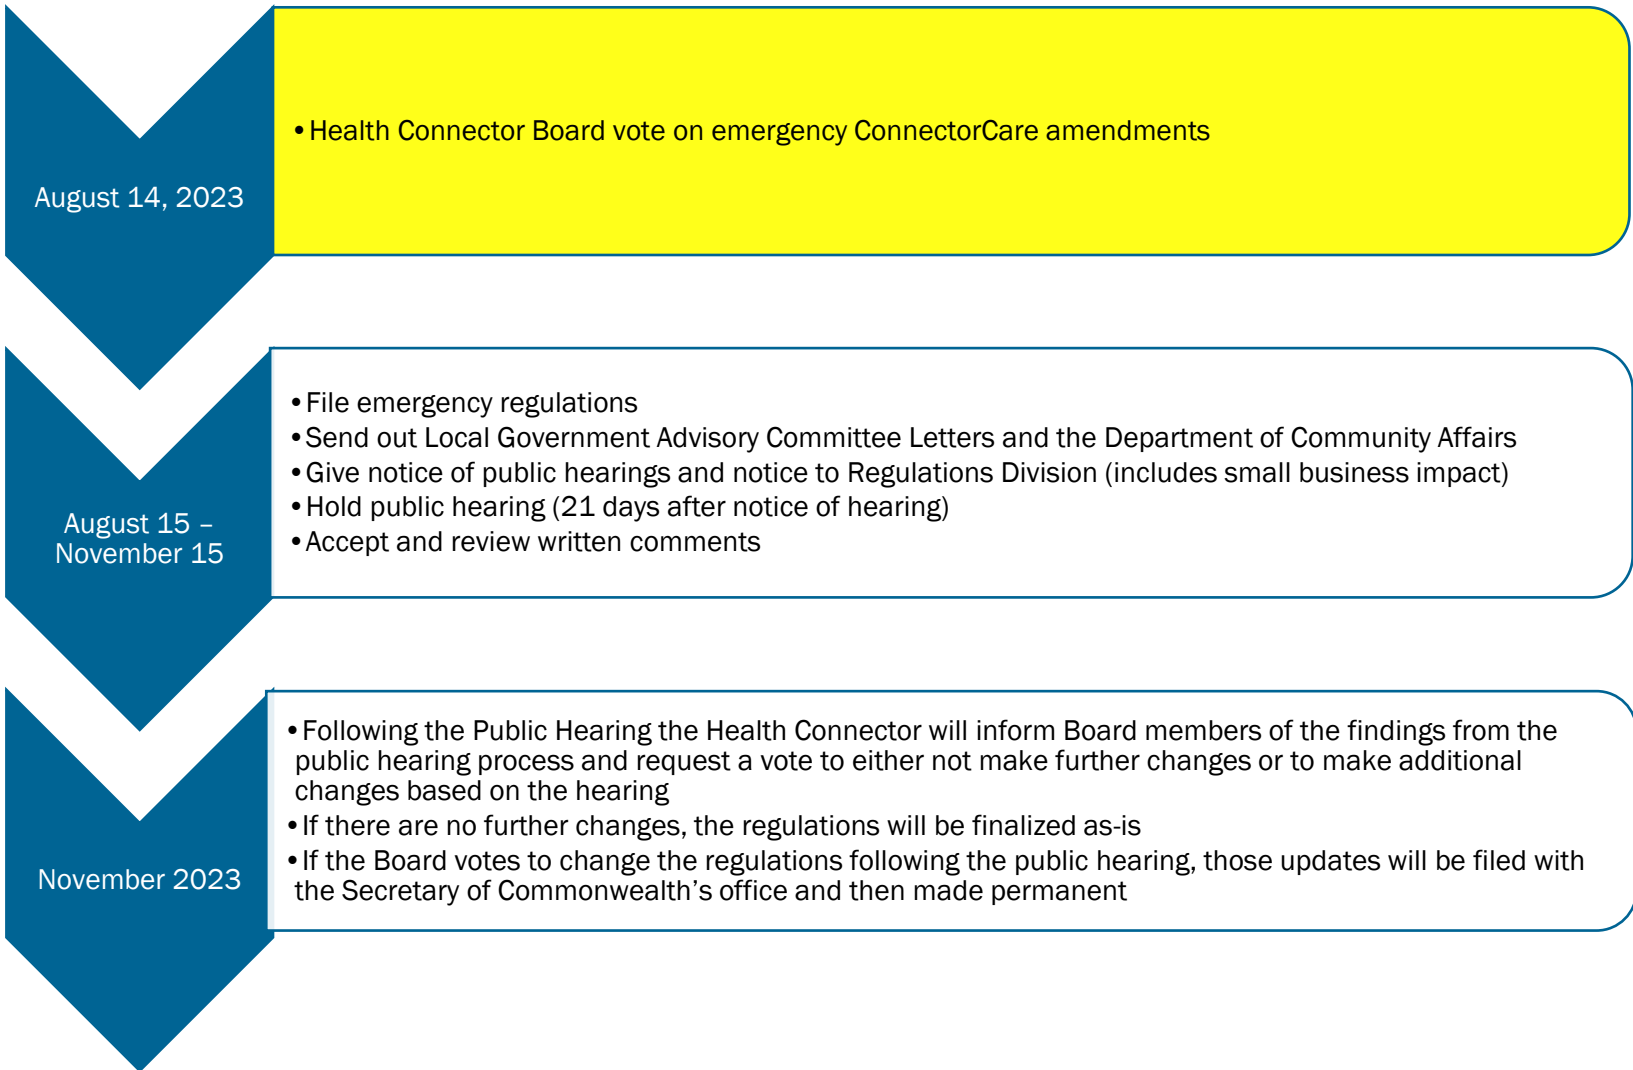 August 14, 2023
•Health Connector Board vote on emergency ConnectorCare amendments
August 15 –
November 15
•File emergency regulations
•Send out Local Government Advisory Committee Letters and the Department of Community Affairs
•Give notice of public hearings and notice to Regulations Division (includes small business impact)
•Hold public hearing (21 days after notice of hearing)
•Accept and review written comments
November 2023
•Following the Public Hearing the Health Connector will inform Board members of the findings from the
public hearing process and request a vote to either not make further changes or to make additional
changes based on the hearing
•If there are no further changes, the regulations will be finalized as-is
•If the Board votes to change the regulations following the public hearing, those updates will be filed with
the Secretary of Commonwealth’s office and then made permanent